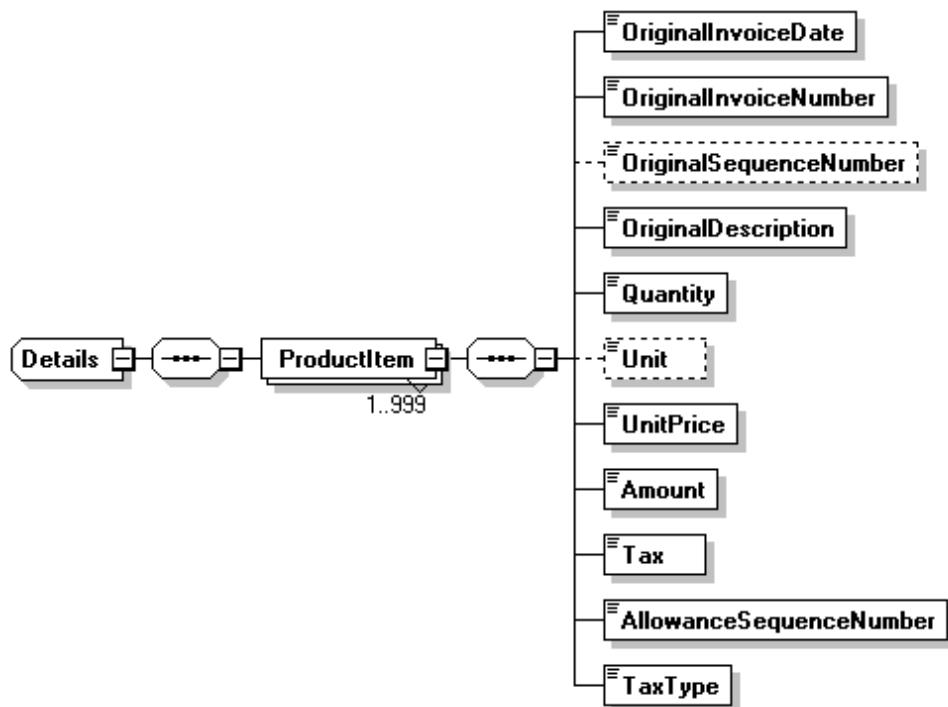 OriginalInvoiceDate
OriginalInvoiceNumber
OriginalSequenceNumber
OriginalDescription
Quantity
Details
ProductItem
1..999
Unit
UnitPrice
Amount
Tax
AllowanceSequenceNumber
TaxType